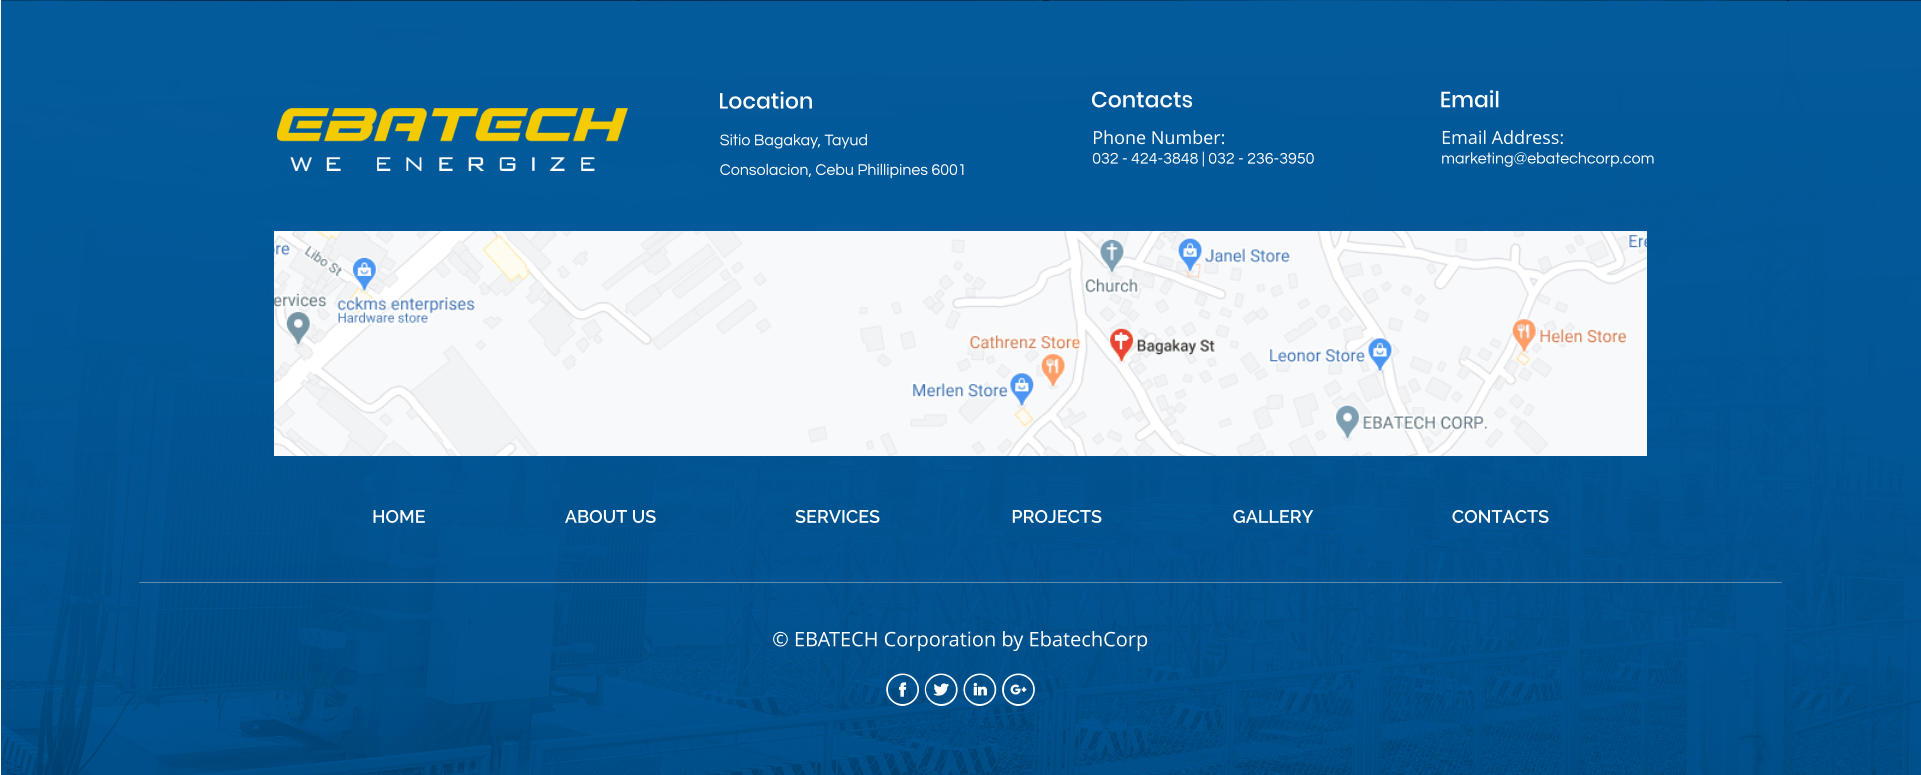 EBATECH
WE ENERGIZE
Location
Sitio Bagakay, Tayud
Consolacion, Cebu Phillipines 6001
Contacts
Phone Number:
032 - 424-3848 | 032 - 236-3950
Email
Email Address:
marketing@ebatechcorp.com
re
Libo St
ervices
cckms enterprises
Hardware store
Church
Janel Store
Ere
Cathrenz Store
Bagakay St
Merlen Store
Leonor Store
Helen Store
EBATECH CORP.
HOME
ABOUT US
SERVICES
PROJECTS
GALLERY
CONTACTS
© EBATECH Corporation by EbatechCorp
f
in
G+